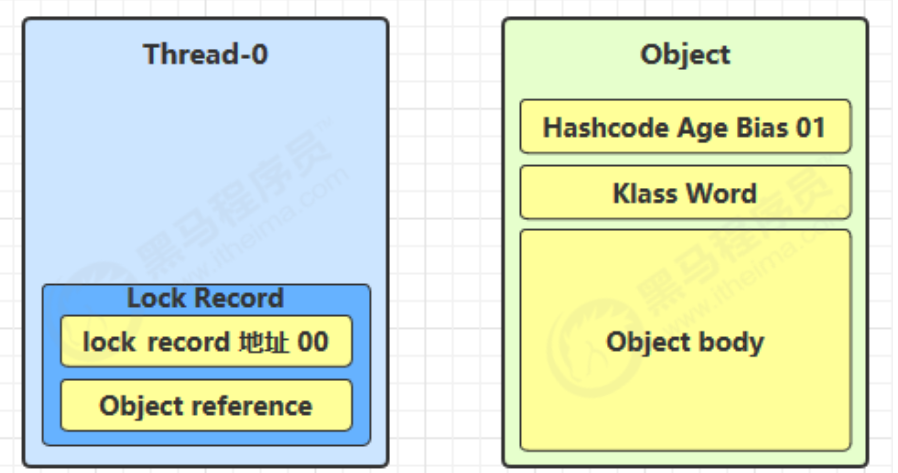 Thread-0
Lock Record
lock record 地址 00
Object reference
Object
Hashcode Age Bias 01
Klass Word
Object body
黑马程序员
www.itheima.com
黑马程序员
www.itheima.com